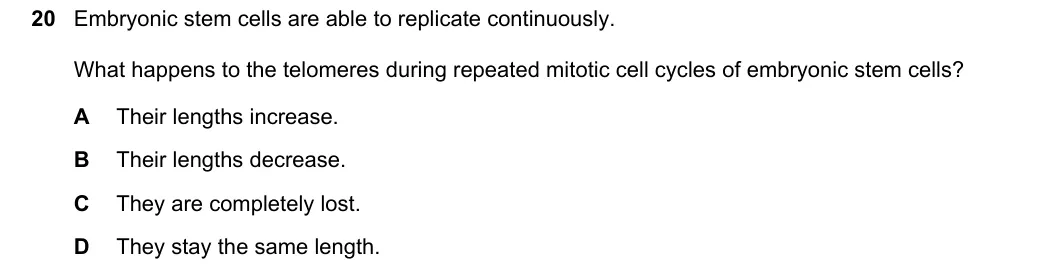 20 Embryonic stem cells are able to replicate continuously.
What happens to the telomeres during repeated mitotic cell cycles of embryonic stem cells?
A Their lengths increase.
B Their lengths decrease.
C They are completely lost.
D They stay the same length.